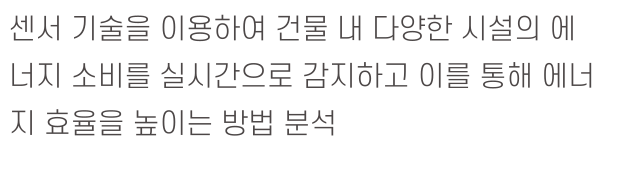 센서 기술을 이용하여 건물 내 다양한 시설의 에
너지 소비를 실시간으로 감지하고 이를 통해 에너
지 효율을 높이는 방법 분석